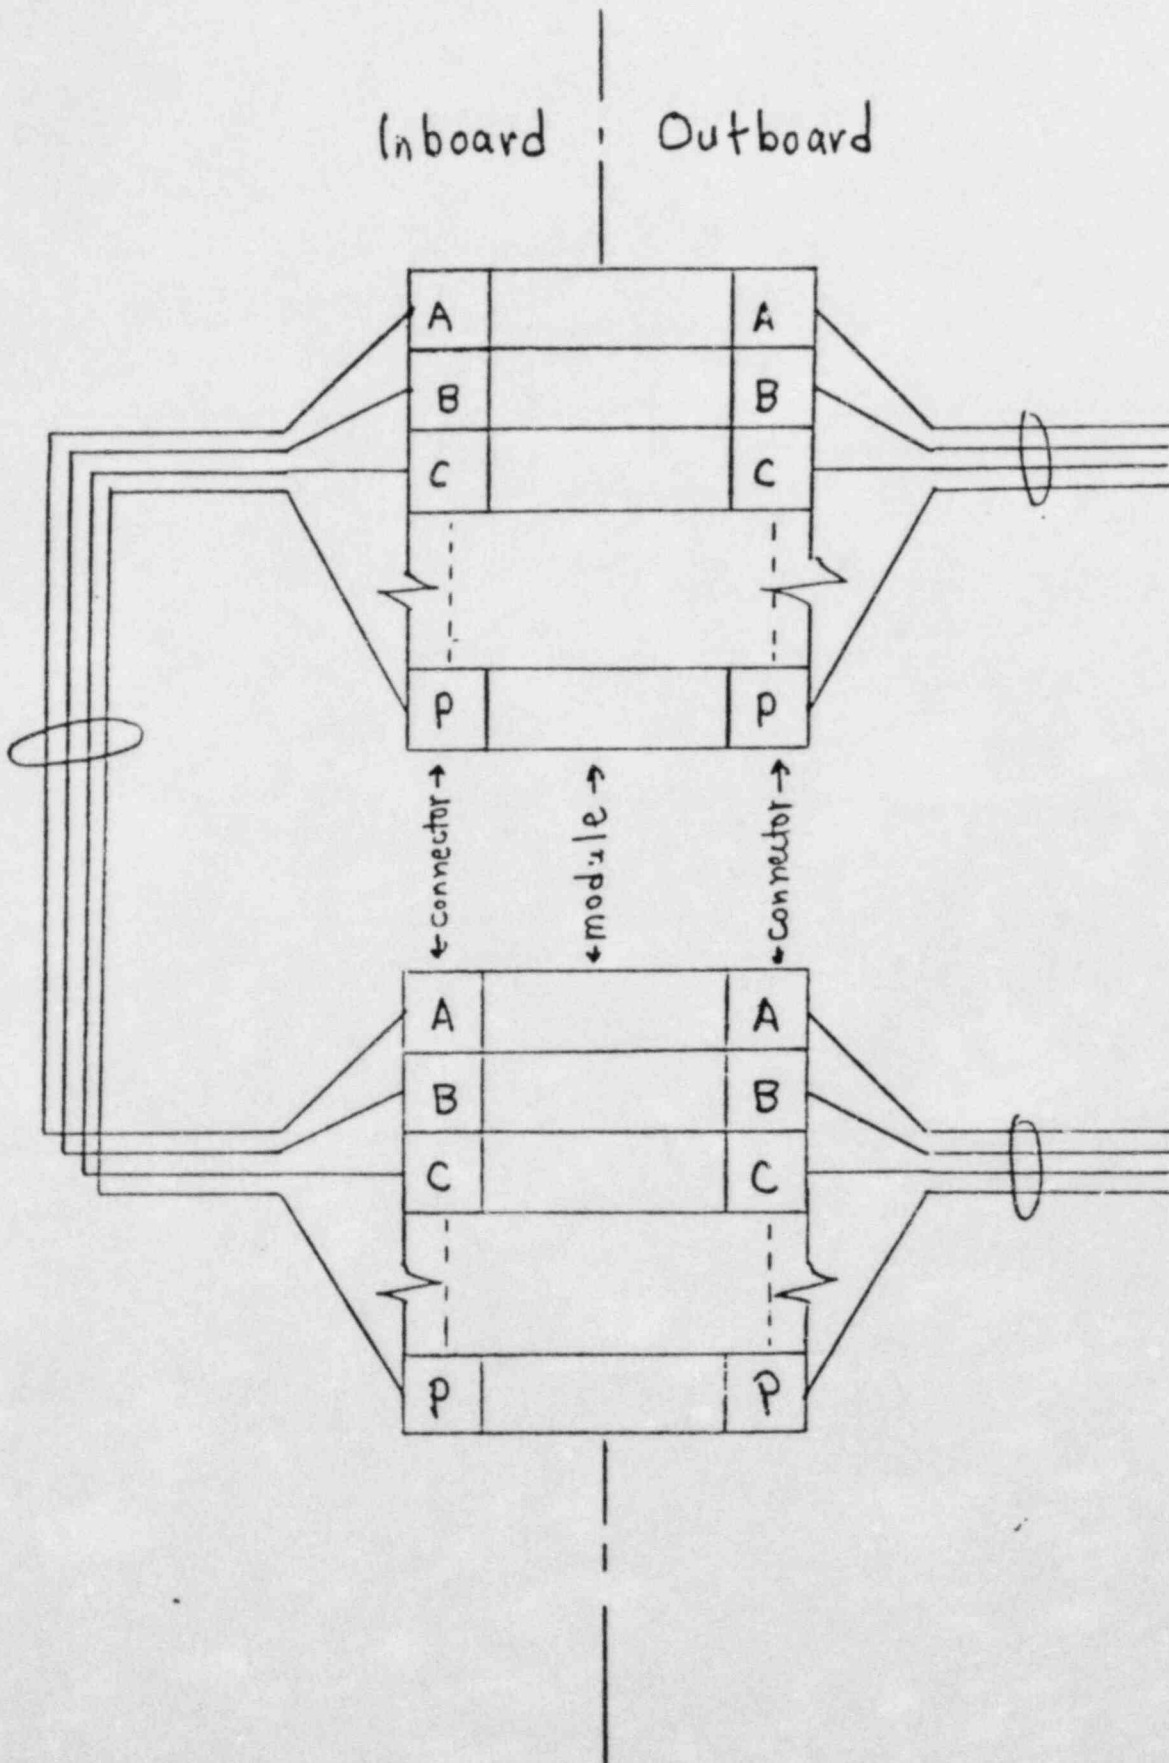 Inboard Outboard
A A
B B
C C
P P
←connector→ ←module→ ←connector→
A A
B B
C C
P P